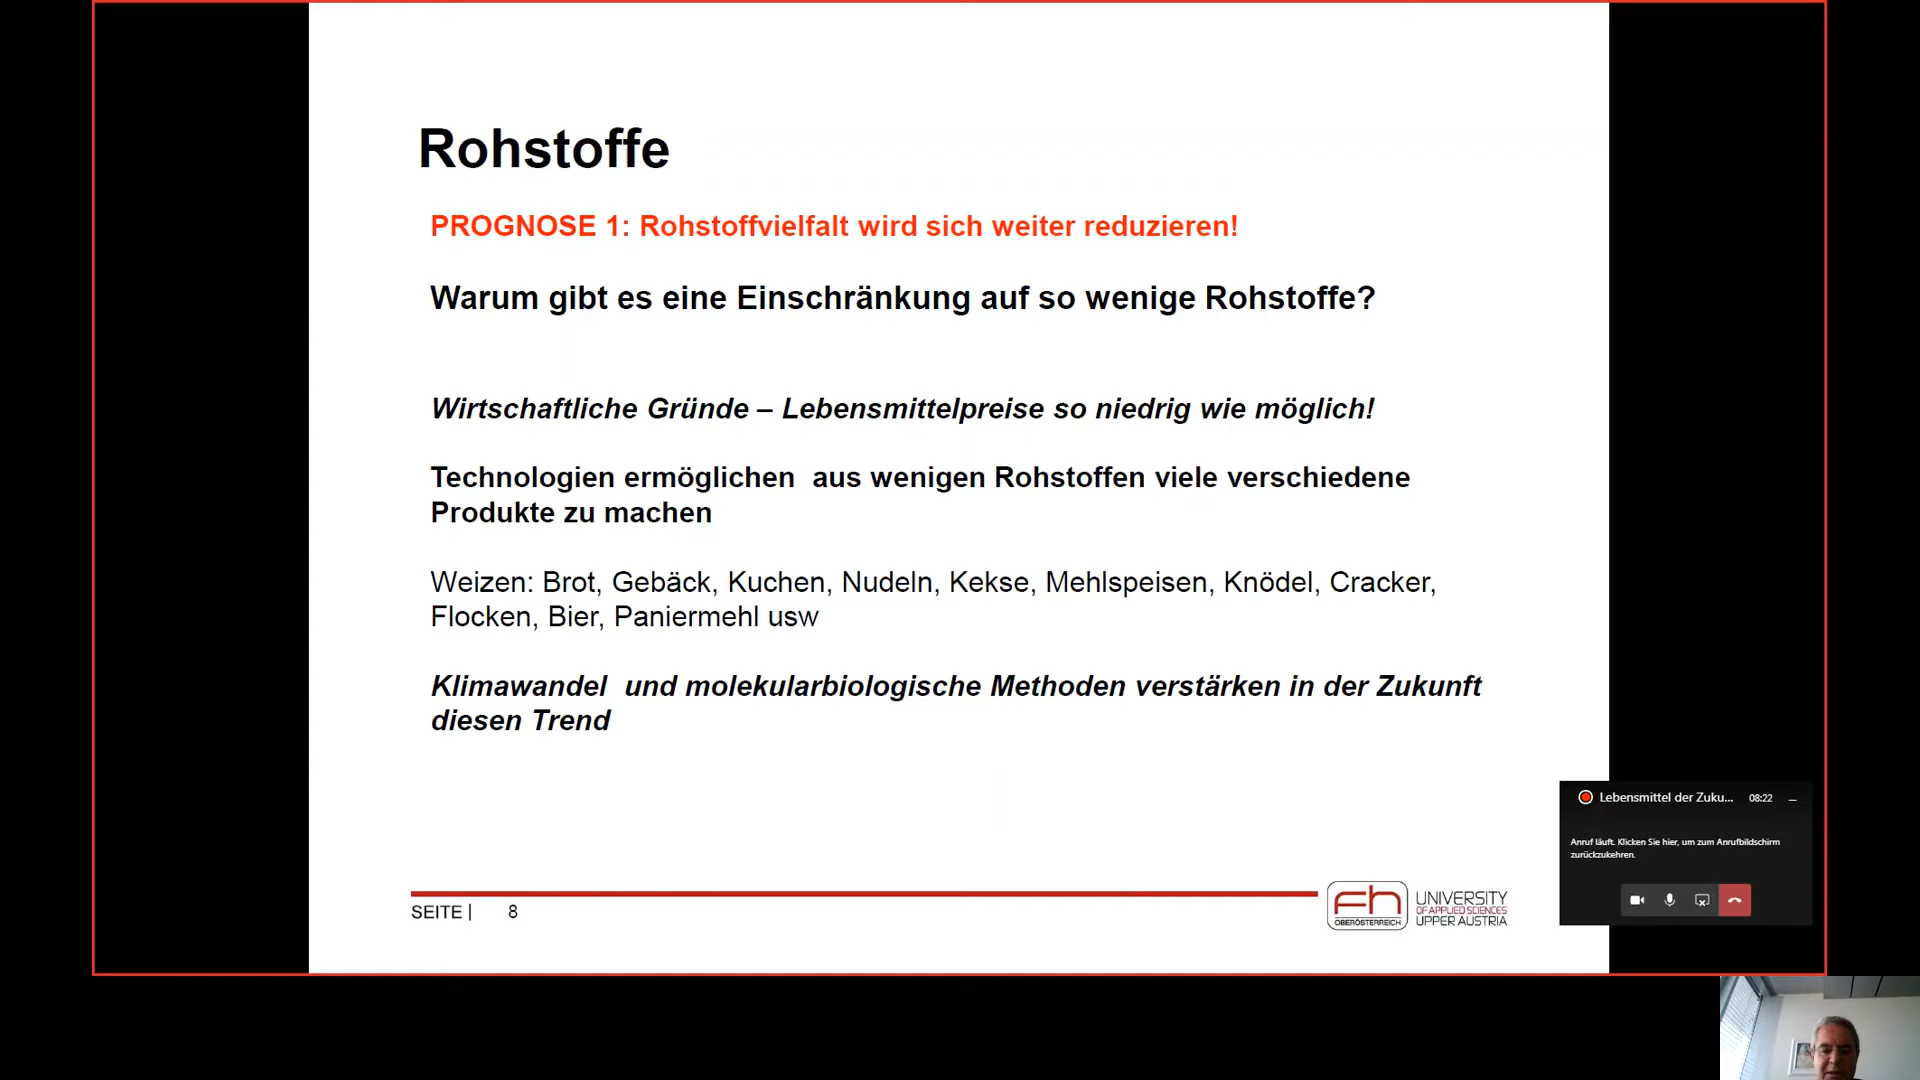 Rohstoffe
PROGNOSE 1: Rohstoffvielfalt wird sich weiter reduzieren!
Warum gibt es eine Einschränkung auf so wenige Rohstoffe?
Wirtschaftliche Gründe – Lebensmittelpreise so niedrig wie möglich!
Technologien ermöglichen  aus wenigen Rohstoffen viele verschiedene
Produkte zu machen
Weizen: Brot, Gebäck, Kuchen, Nudeln, Kekse, Mehlspeisen, Knödel, Cracker,
Flocken, Bier, Paniermehl usw
Klimawandel  und molekularbiologische Methoden verstärken in der Zukunft
diesen Trend
Lebensmittel der Zuku... 08:22
Anruf läuft. Klicken Sie hier, um zum Anrufbildschirm
zurückzukehren.
SEITE | 8
fh
OBERÖSTERREICH
UNIVERSITY
OF APPLIED SCIENCES
UPPER AUSTRIA